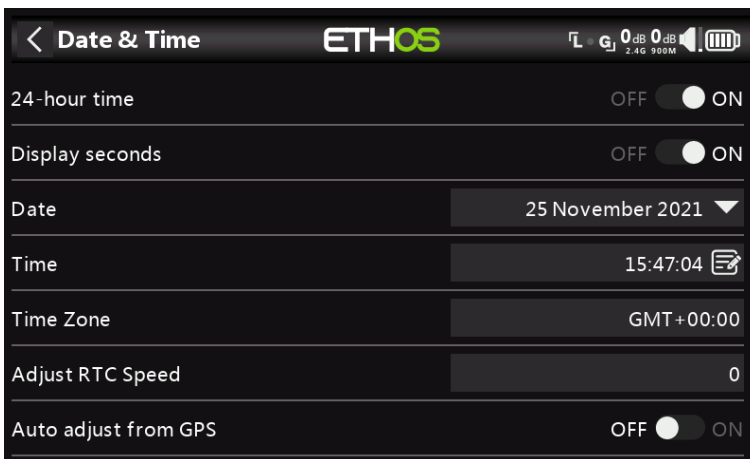 Date & Time ETHOS L G 0dB 0dB
2.4G 900M
24-hour time OFF ON
Display seconds OFF ON
Date 25 November 2021
Time 15:47:04
Time Zone GMT+00:00
Adjust RTC Speed 0
Auto adjust from GPS OFF ON